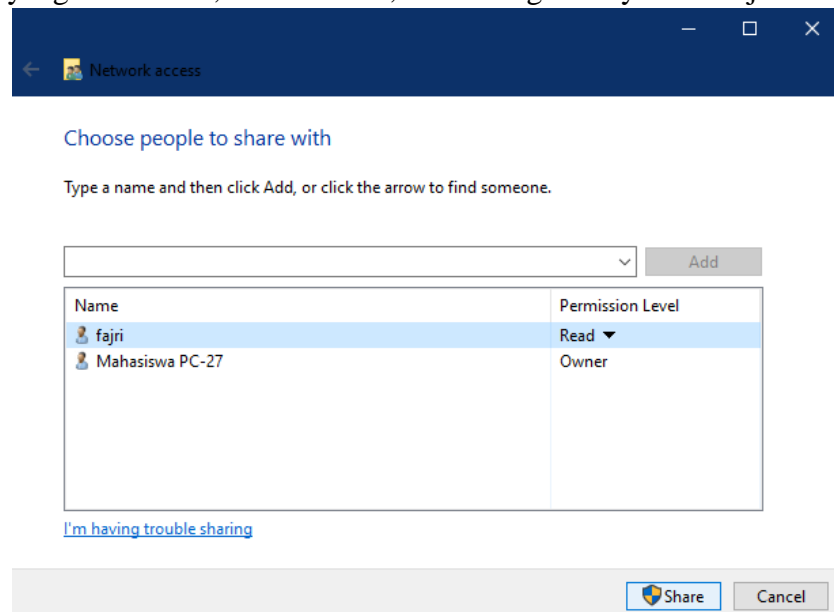 Network access
Choose people to share with
Type a name and then click Add, or click the arrow to find someone.
Add
Name Permission Level
fajri Read
Mahasiswa PC-27 Owner
I'm having trouble sharing
Share Cancel